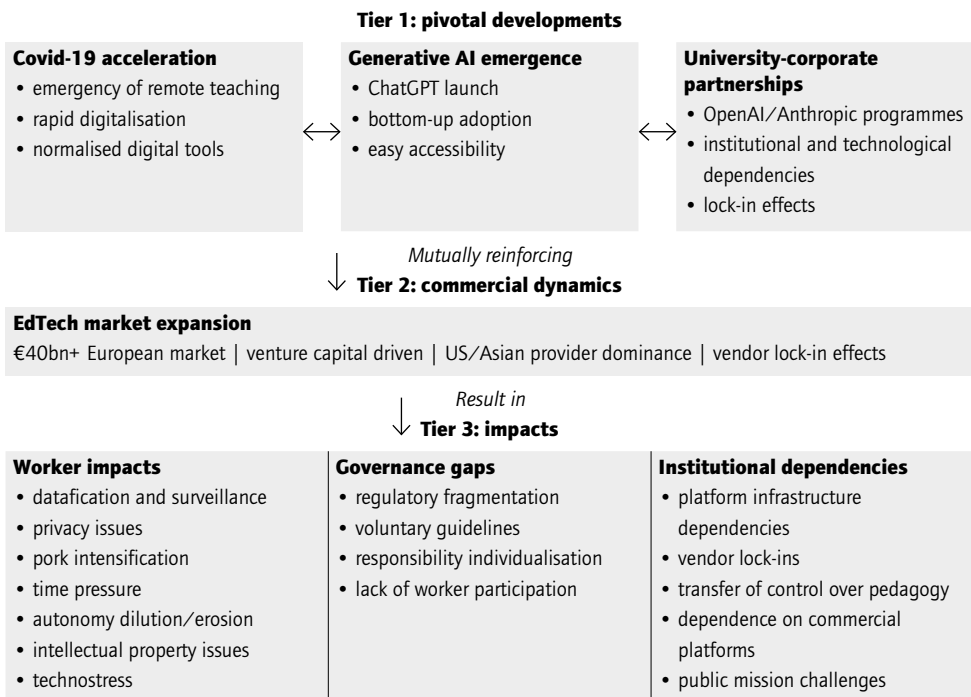 Tier 1: pivotal developments
Covid-19 acceleration
• emergency of remote teaching
• rapid digitalisation
• normalised digital tools
Generative AI emergence
• ChatGPT launch
• bottom-up adoption
• easy accessibility
University-corporate
partnerships
• OpenAI/Anthropic programmes
• institutional and technological
dependencies
• lock-in effects
Mutually reinforcing
Tier 2: commercial dynamics
EdTech market expansion
€40bn+ European market | venture capital driven | US/Asian provider dominance | vendor lock-in effects
Result in
Tier 3: impacts
Worker impacts
• datafication and surveillance
• privacy issues
• pork intensification
• time pressure
• autonomy dilution/erosion
• intellectual property issues
• technostress
Governance gaps
• regulatory fragmentation
• voluntary guidelines
• responsibility individualisation
• lack of worker participation
Institutional dependencies
• platform infrastructure
dependencies
• vendor lock-ins
• transfer of control over pedagogy
• dependence on commercial
platforms
• public mission challenges